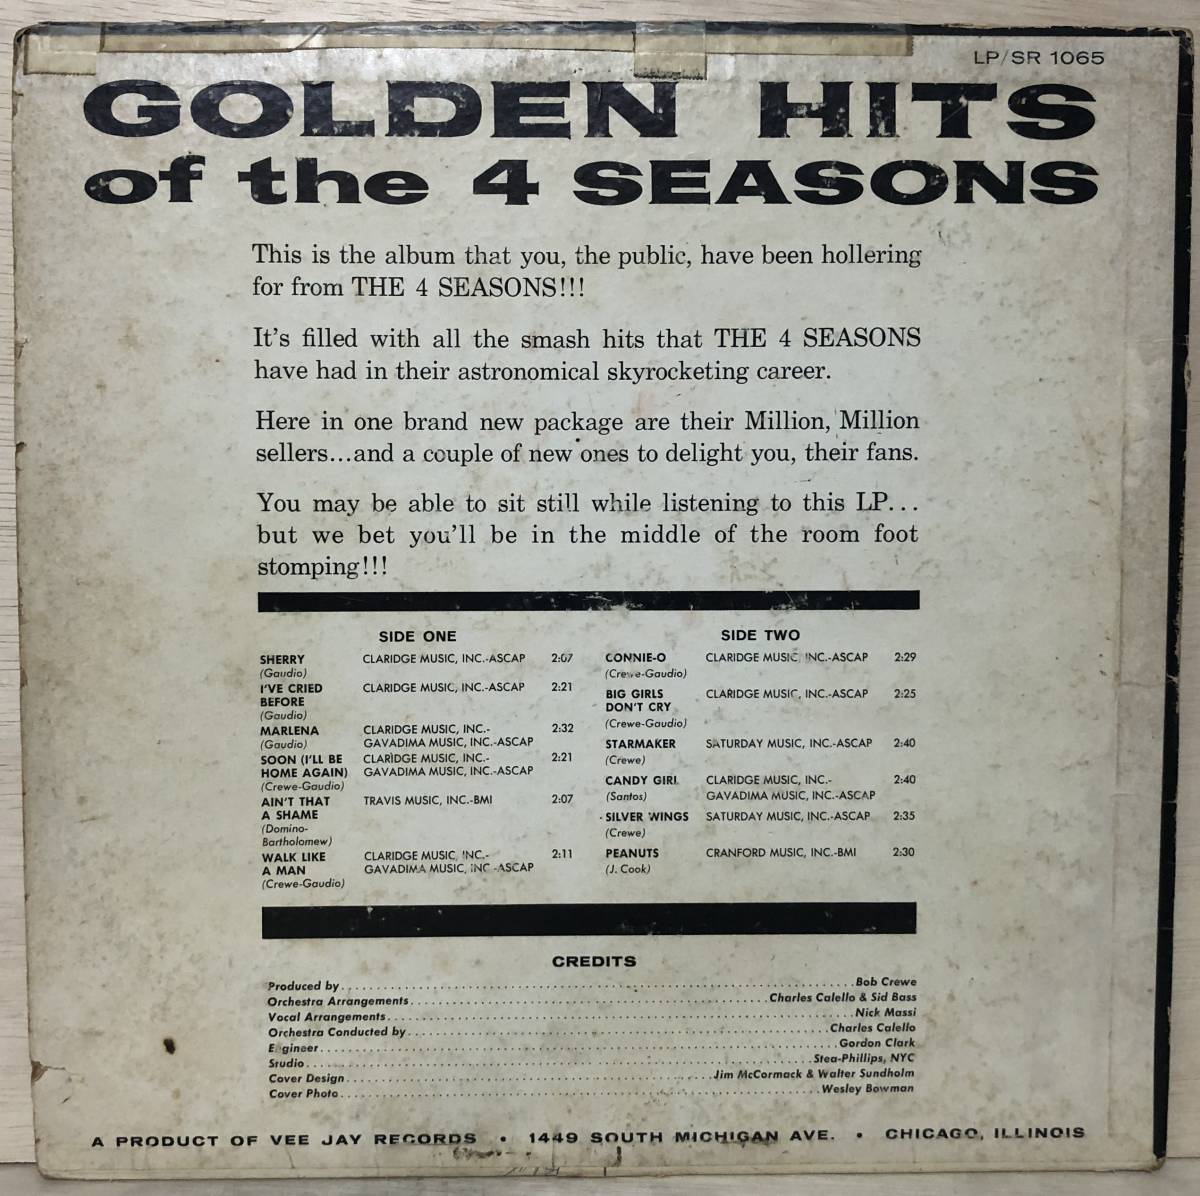 LP/SR 1065
GOLDEN HITS
of the 4 SEASONS
This is the album that you, the public, have been hollering
for from THE 4 SEASONS!!!
It's filled with all the smash hits that THE 4 SEASONS
have had in their astronomical skyrocketing career.
Here in one brand new package are their Million, Million
sellers...and a couple of new ones to delight you, their fans.
You may be able to sit still while listening to this LP...
but we bet you'll be in the middle of the room foot
stomping!!!
SIDE ONE
SHERRY CLARIDGE MUSIC, INC.-ASCAP 2:07
(Gaudio)
I'VE CRIED CLARIDGE MUSIC, INC.-ASCAP 2:21
BEFORE
(Gaudio)
MARLENA CLARIDGE MUSIC, INC.- 2:32
(Gaudio) GAVADIMA MUSIC, INC.-ASCAP
SOON (I'LL BE CLARIDGE MUSIC, INC.- 2:21
HOME AGAIN) GAVADIMA MUSIC, INC.-ASCAP
(Crewe-Gaudio)
AIN'T THAT TRAVIS MUSIC, INC.-BMI 2:07
A SHAME
(Domino-
Bartholomew)
WALK LIKE CLARIDGE MUSIC, INC.- 2:11
A MAN GAVADIMA MUSIC, INC.-ASCAP
(Crewe-Gaudio)
SIDE TWO
CONNIE-O CLARIDGE MUSIC, INC.-ASCAP 2:29
(Crewe-Gaudio)
BIG GIRLS CLARIDGE MUSIC, INC.-ASCAP 2:25
DON'T CRY
(Crewe-Gaudio)
STARMAKER SATURDAY MUSIC, INC.-ASCAP 2:40
(Crewe)
CANDY GIRL CLARIDGE MUSIC, INC.- 2:40
(Santos) GAVADIMA MUSIC, INC.-ASCAP
SILVER WINGS SATURDAY MUSIC, INC.-ASCAP 2:35
(Crewe)
PEANUTS CRANFORD MUSIC, INC.-BMI 2:30
(J. Cook)
CREDITS
Produced by Bob Crewe
Orchestra Arrangements Charles Calello & Sid Bass
Vocal Arrangements Nick Massi
Orchestra Conducted by Charles Calello
Engineer Gordon Clark
Studio Stea-Phillips, NYC
Cover Design Jim McCormack & Walter Sundholm
Cover Photo Wesley Bowman
A PRODUCT OF VEE JAY RECORDS • 1449 SOUTH MICHIGAN AVE. • CHICAGO, ILLINOIS